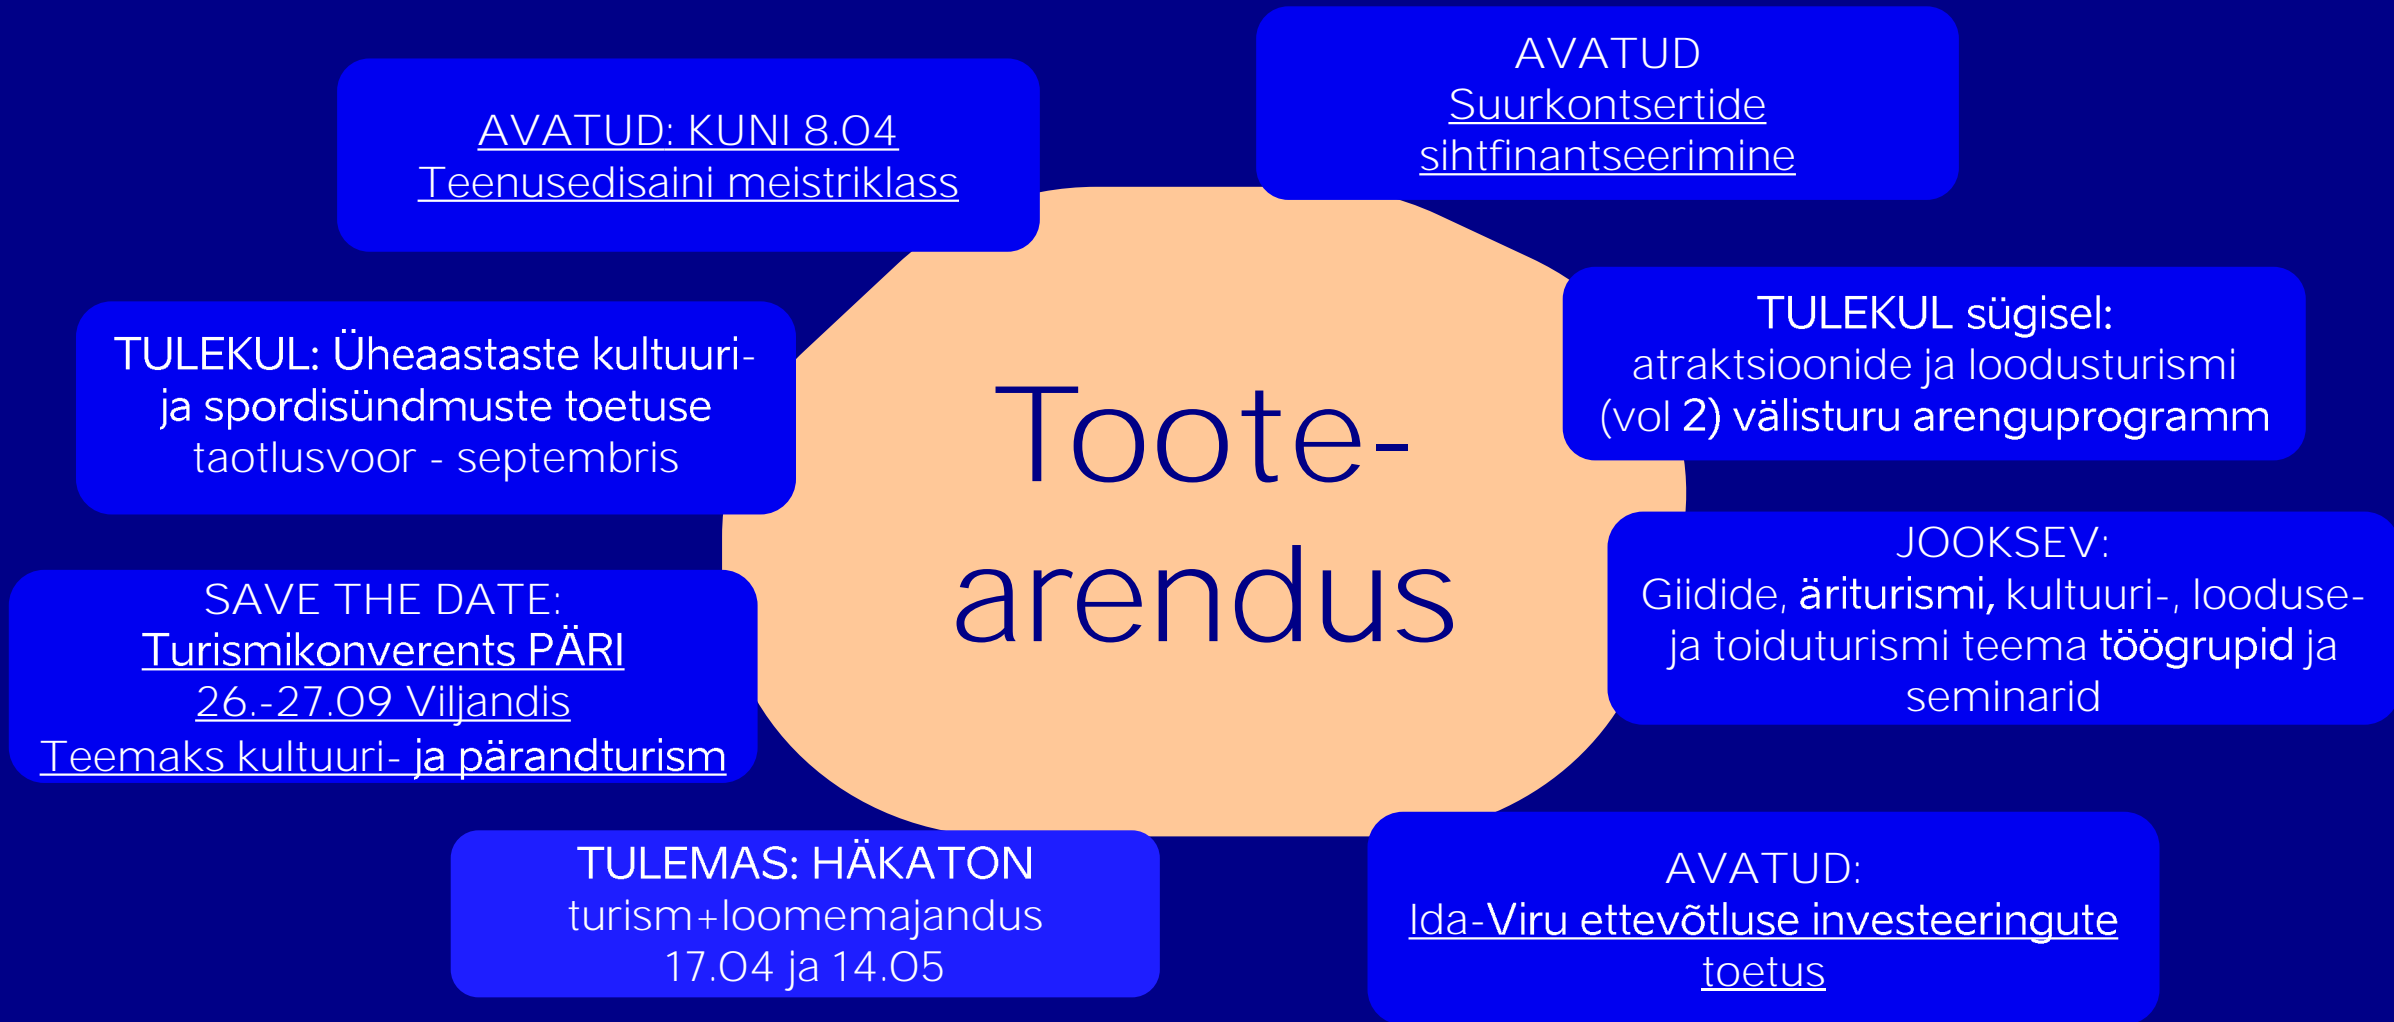 AVATUD: KUNI 8.04
Teenusedisaini meistriklass
AVATUD
Suurkontsertide
sihtfinantseerimine
TULEKUL: Üheaastaste kultuuri-
ja spordisündmuste toetuse
taotlusvoor - septembris
TULEKUL sügisel:
atraktsioonide ja loodusturismi
(vol 2) välisturu arenguprogramm
Toote-
arendus
SAVE THE DATE:
Turismikonverents PÄRI
26.-27.09 Viljandis
Teemaks kultuuri- ja pärandturism
JOOKSEV:
Giidide, äriturismi, kultuuri-, looduse-
ja toiduturismi teema töögrupid ja
seminarid
TULEMAS: HÄKATON
turism+loomemajandus
17.04 ja 14.05
AVATUD:
Ida-Viru ettevõtluse investeeringute
toetus